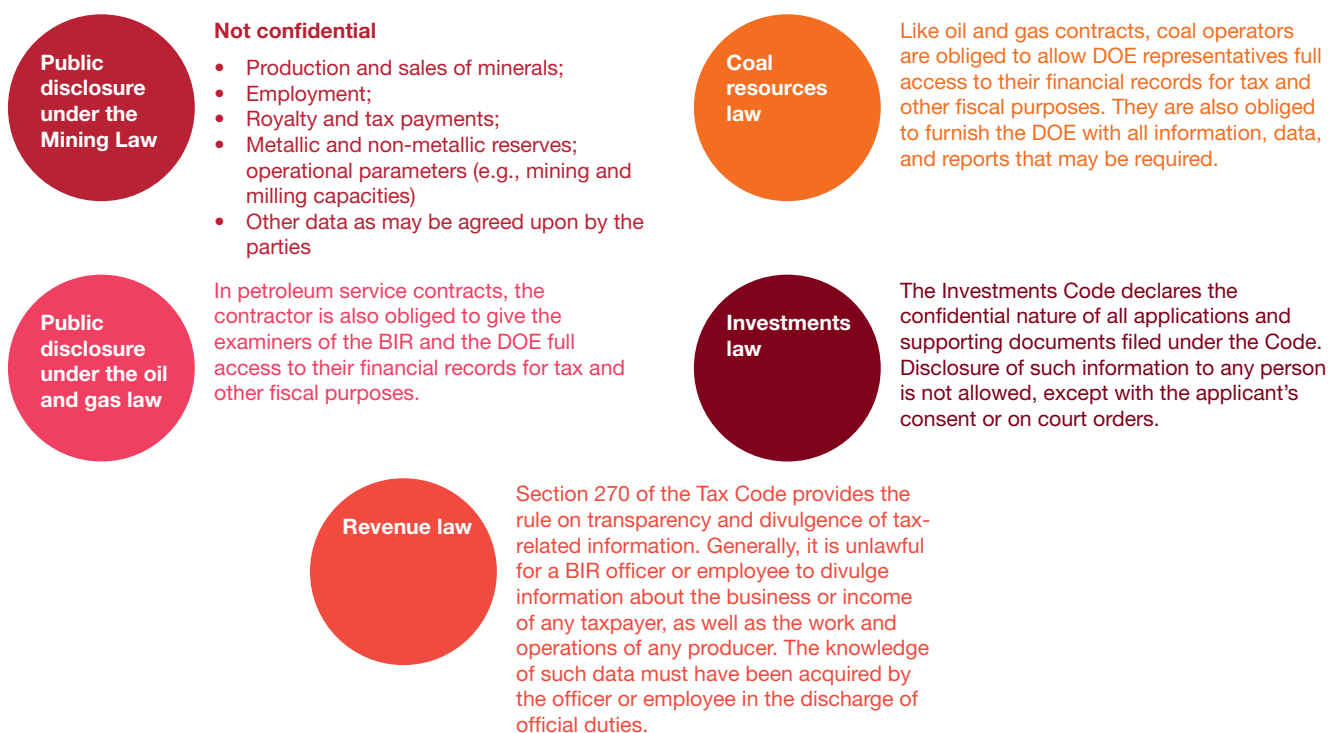 Public
disclosure
under the
Mining Law
Not confidential
• Production and sales of minerals;
• Employment;
• Royalty and tax payments;
• Metallic and non-metallic reserves;
operational parameters (e.g., mining and
milling capacities)
• Other data as may be agreed upon by the
parties
Coal
resources
law
Like oil and gas contracts, coal operators
are obliged to allow DOE representatives full
access to their financial records for tax and
other fiscal purposes. They are also obliged
to furnish the DOE with all information, data,
and reports that may be required.
Public
disclosure
under the oil
and gas law
In petroleum service contracts, the
contractor is also obliged to give the
examiners of the BIR and the DOE full
access to their financial records for tax and
other fiscal purposes.
Investments
law
The Investments Code declares the
confidential nature of all applications and
supporting documents filed under the Code.
Disclosure of such information to any person
is not allowed, except with the applicant’s
consent or on court orders.
Revenue law
Section 270 of the Tax Code provides the
rule on transparency and divulgence of tax-
related information. Generally, it is unlawful
for a BIR officer or employee to divulge
information about the business or income
of any taxpayer, as well as the work and
operations of any producer. The knowledge
of such data must have been acquired by
the officer or employee in the discharge of
official duties.